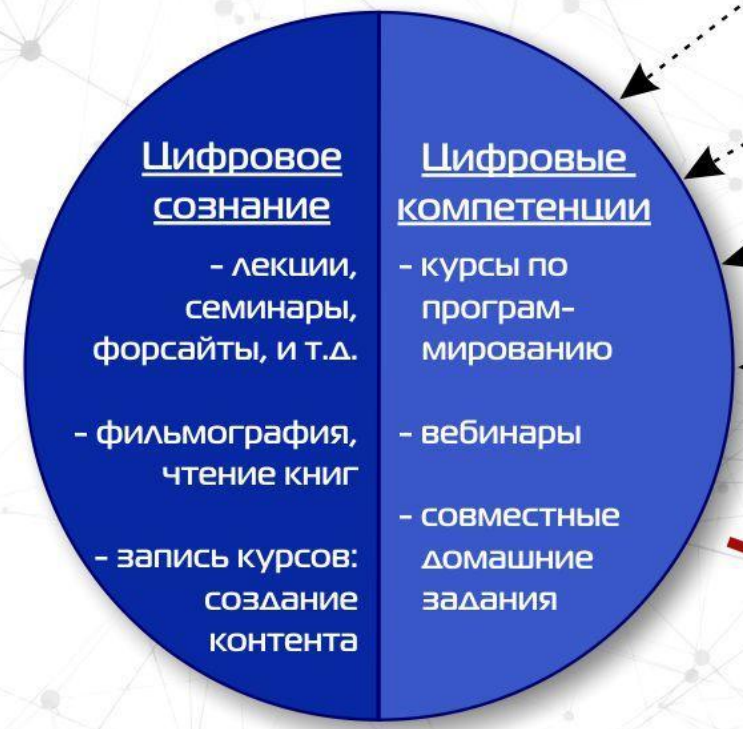 Цифровое
сознание
- лекции,
семинары,
форсайты, и т.д.
- фильмография,
чтение книг
- запись курсов:
создание
контента
Цифровые
компетенции
- курсы по
програм-
мированию
- вебинары
- совместные
домашние
задания